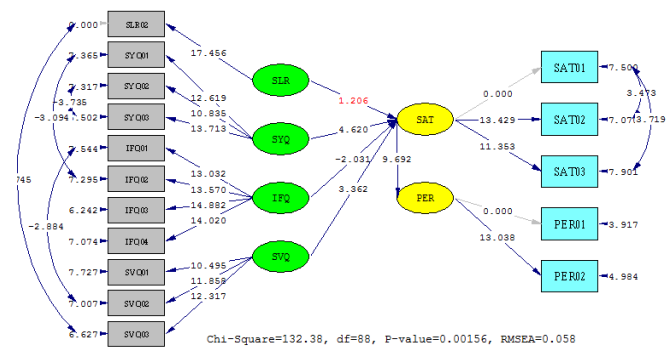 0.000 SLR02
17.456
7.365 SYQ01
SLR
SAT01 7.500
12.619
1.206
0.000
3.473
7.317 SYQ02
-3.735
10.835
SAT
13.429
SAT02
3.719
-3.094
7.502 SYQ03
13.713
SYQ
4.620
11.353
7.544 IFQ01
-2.031
9.692
SAT03 7.901
13.032
7.295 IFQ02
13.570
3.362
745
6.242 IFQ03
14.882
IFQ
PER
0.000
PER01 3.917
-2.884
7.074 IFQ04
14.020
13.038
7.727 SVQ01
10.495
SVQ
PER02 4.984
7.007 SVQ02
11.858
12.317
6.627 SVQ03
Chi-Square=132.38, df=88, P-value=0.00156, RMSEA=0.058